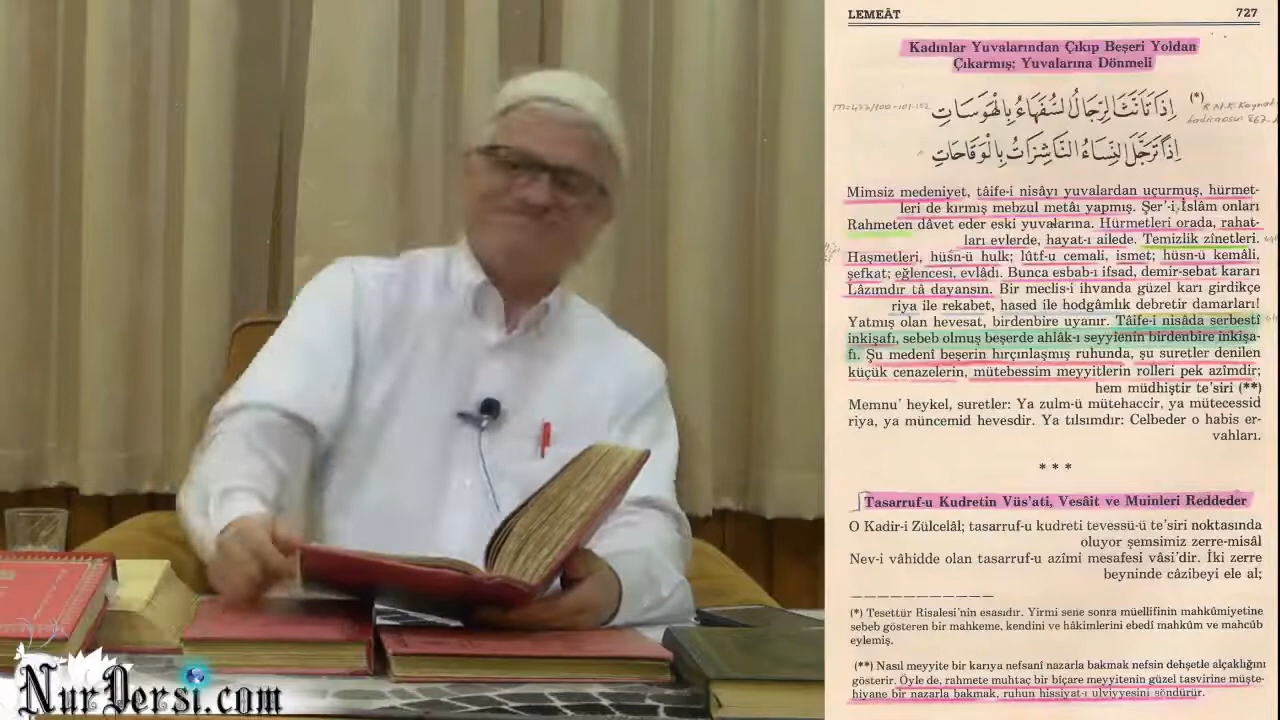 LEMEÂT 727
Kadınlar Yuvalarından Çıkıp Beşeri Yoldan
Çıkarmış; Yuvalarına Dönmeli
اِذَا تَاَنَّثَ الرِّجَالُ السُّفَهَاءُ بِالْهَوَسَاتِ (*)
اِذًا تَرَجَّلَ النِّسَاءُ النَّاشِزَاتُ بِالْوَقَاحَاتِ
Mimsiz medeniyet, tâife-i nisâyı yuvalardan uçurmuş, hürmet-
leri de kırmış mebzul metâı yapmış. Şer'-i İslâm onları
Rahmeten dâvet eder eski yuvalarına. Hürmetleri orada, rahat-
ları evlerde, hayat-ı ailede. Temizlik zînetleri.
Haşmetleri, hüsn-ü hulk; lûtf-u cemali, ismet; hüsn-ü kemâli,
şefkat; eğlencesi, evlâdı. Bunca esbab-ı ifsad, demir-sebat kararı
Lâzımdır tâ dayansın. Bir meclis-i ihvanda güzel karı girdikçe
riya ile rekabet, hased ile hodgâmlık debretir damarları!
Yatmış olan hevesat, birdenbire uyanır. Tâife-i nisâda serbestî
inkişafı, sebeb olmuş beşerde ahlâk-ı seyyienin birdenbire inkişa-
fı. Şu medenî beşerin hırçınlaşmış ruhunda, şu suretler denilen
küçük cenazelerin, mütebessim meyyitlerin rolleri pek azîmdir;
hem müdhiştir te'siri (**)
Memnu' heykel, suretler: Ya zulm-ü mütehaccir, ya mütecessid
riya, ya müncemid hevesdir. Ya tılsımdır: Celbeder o habis er-
vahları.
* * *
Tasarruf-u Kudretin Vüs'ati, Vesâit ve Muinleri Reddeder
O Kadir-i Zülcelâl; tasarruf-u kudreti tevessü-ü te'siri noktasında
oluyor şemsimiz zerre-misâl
Nev-i vâhidde olan tasarruf-u azîmi mesafesi vâsi'dir. İki zerre
beyninde câzibeyi ele al;
(*) Tesettür Risalesi'nin esasıdır. Yirmi sene sonra müellifinin mahkûmiyetine
sebeb gösteren bir mahkeme, kendini ve hâkimlerini ebedî mahkûm ve mahcûb
eylemiş.
(**) Nasıl meyyite bir karıya nefsanî nazarla bakmak nefsin dehşetle alçaklığını
gösterir. Öyle de, rahmete muhtaç bir bîçare meyyitenin güzel tasvirine müşte-
hiyane bir nazarla bakmak, ruhun hissiyat-ı ulviyyesini söndürür.
NurDersi.com